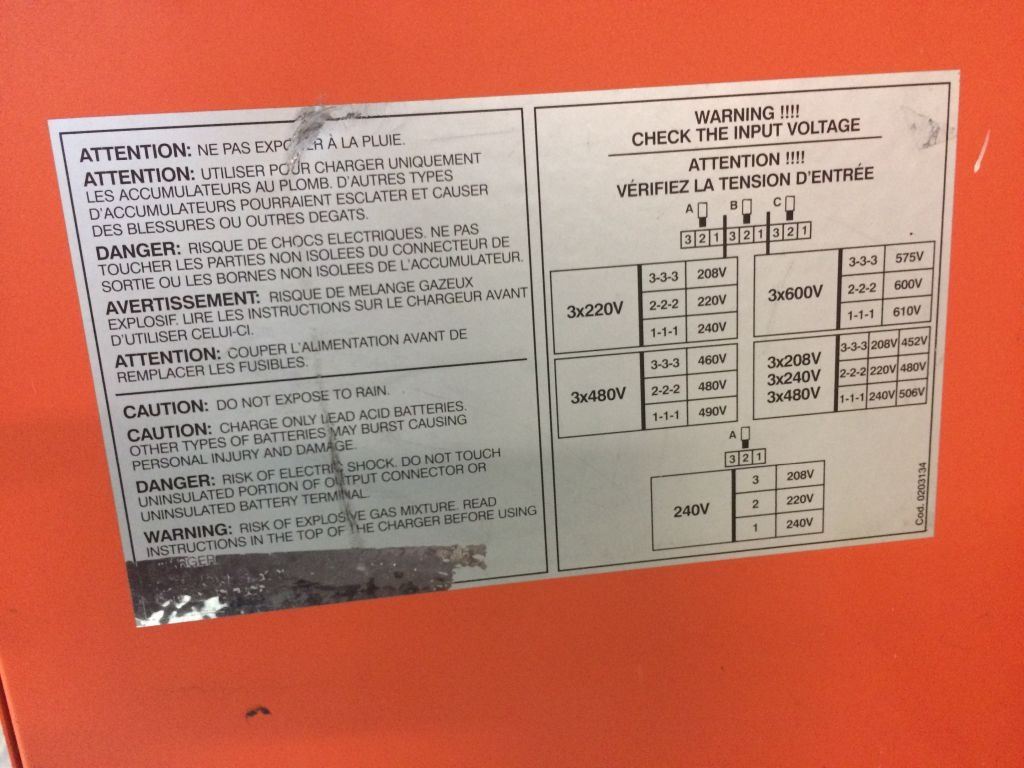 ATTENTION: NE PAS EXPOSER À LA PLUIE.
ATTENTION: UTILISER POUR CHARGER UNIQUEMENT
LES ACCUMULATEURS AU PLOMB. D'AUTRES TYPES
D'ACCUMULATEURS POURRAIENT ESCLATER ET CAUSER
DES BLESSURES OU OUTRES DEGATS.
DANGER: RISQUE DE CHOCS ELECTRIQUES. NE PAS
TOUCHER LES PARTIES NON ISOLEES DU CONNECTEUR DE
SORTIE OU LES BORNES NON ISOLEES DE L'ACCUMULATEUR.
AVERTISSEMENT: RISQUE DE MELANGE GAZEUX
EXPLOSIF. LIRE LES INSTRUCTIONS SUR LE CHARGEUR AVANT
D'UTILISER CELUI-CI.
ATTENTION: COUPER L'ALIMENTATION AVANT DE
REMPLACER LES FUSIBLES.
CAUTION: DO NOT EXPOSE TO RAIN.
CAUTION: CHARGE ONLY LEAD ACID BATTERIES.
OTHER TYPES OF BATTERIES MAY BURST CAUSING
PERSONAL INJURY AND DAMAGE.
DANGER: RISK OF ELECTRIC SHOCK. DO NOT TOUCH
UNINSULATED PORTION OF OUTPUT CONNECTOR OR
UNINSULATED BATTERY TERMINAL.
WARNING: RISK OF EXPLOSIVE GAS MIXTURE. READ
INSTRUCTIONS IN THE TOP OF THE CHARGER BEFORE USING
WARNING !!!!
CHECK THE INPUT VOLTAGE
ATTENTION !!!!
VÉRIFIEZ LA TENSION D'ENTRÉE
A B C
3 2 1 3 2 1 3 2 1
3x220V
3-3-3 208V
2-2-2 220V
1-1-1 240V
3x600V
3-3-3 575V
2-2-2 600V
1-1-1 610V
3x480V
3-3-3 460V
2-2-2 480V
1-1-1 490V
3x208V
3x240V
3x480V
3-3-3 208V 452V
2-2-2 220V 480V
1-1-1 240V 506V
A
3 2 1
240V
3 208V
2 220V
1 240V
Cod. 0203134